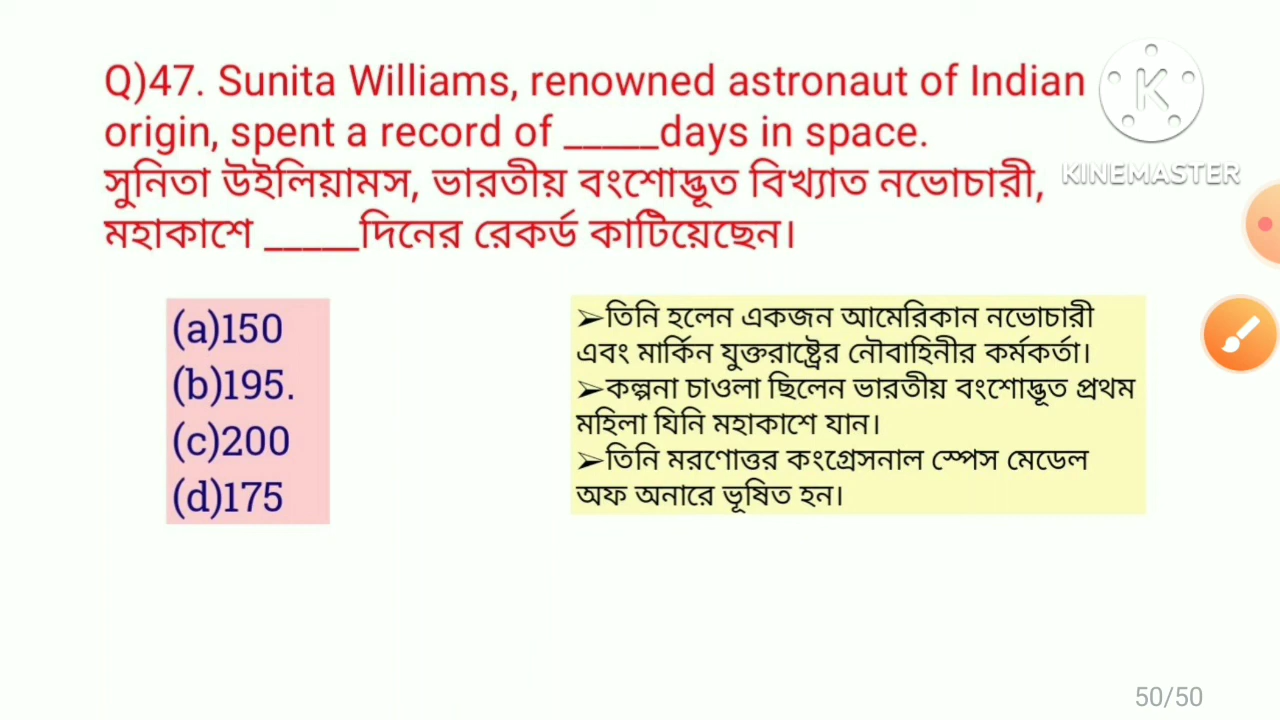 Q)47. Sunita Williams, renowned astronaut of Indian
origin, spent a record of _____days in space.
সুনিতা উইলিয়ামস, ভারতীয় বংশোদ্ভূত বিখ্যাত নভোচারী,
মহাকাশে _____দিনের রেকর্ড কাটিয়েছেন।
K
KINEMASTER
(a)150
(b)195.
(c)200
(d)175
➢তিনি হলেন একজন আমেরিকান নভোচারী
এবং মার্কিন যুক্তরাষ্ট্রের নৌবাহিনীর কর্মকর্তা।
➢কল্পনা চাওলা ছিলেন ভারতীয় বংশোদ্ভূত প্রথম
মহিলা যিনি মহাকাশে যান।
➢তিনি মরণোত্তর কংগ্রেসনাল স্পেস মেডেল
অফ অনারে ভূষিত হন।
50/50